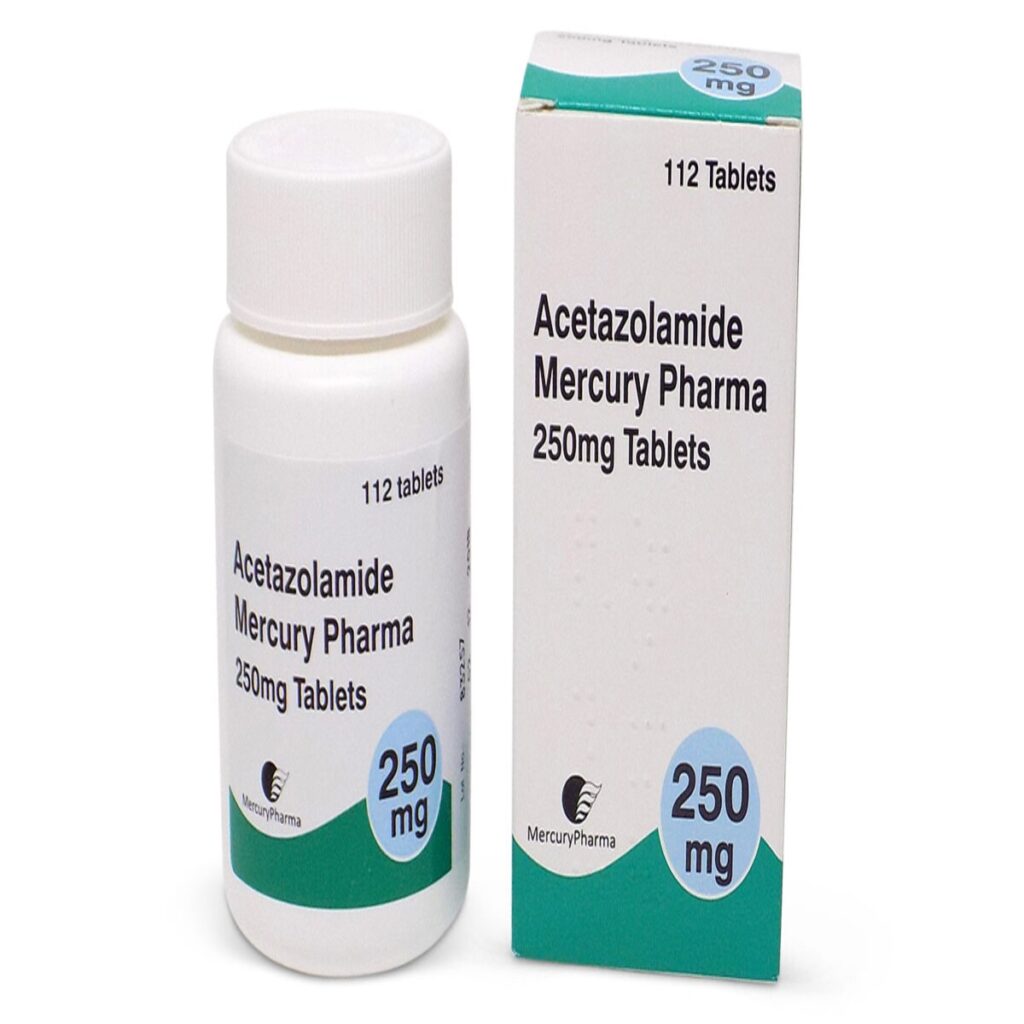 112 tablets
Acetazolamide
Mercury Pharma
250mg Tablets
250
mg
MercuryPharma
250
mg
112 Tablets
Acetazolamide
Mercury Pharma
250mg Tablets
250
mg
MercuryPharma